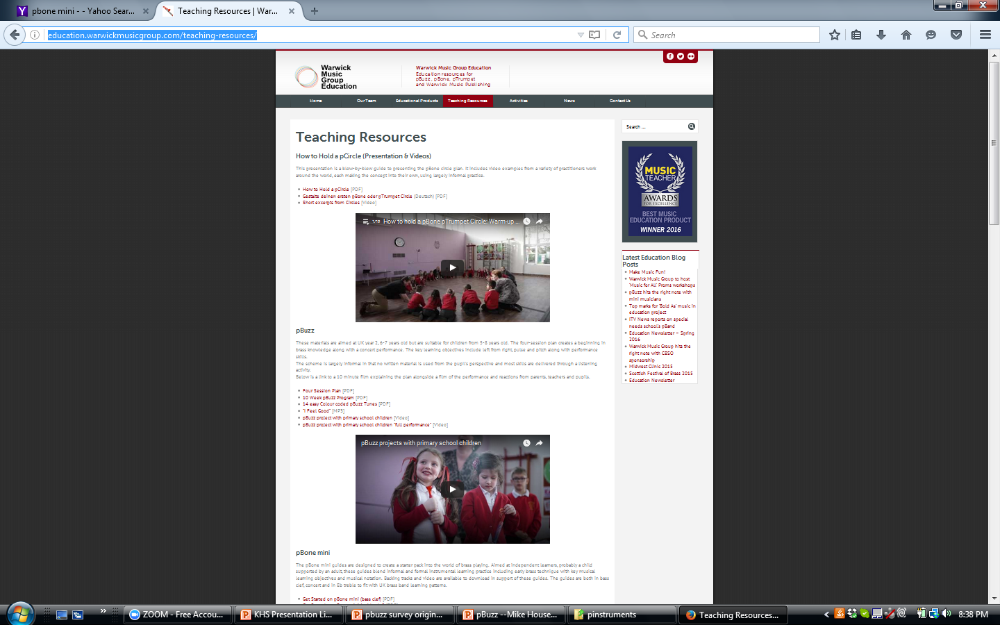 pbone mini - - Yahoo Sear...
Teaching Resources | War...
education.warwickmusicgroup.com/teaching-resources/
Search
Warwick
Music
Group
Education
Warwick Music Group Education
Education resources for
pBuzz, pBone, pTrumpet
and Warwick Music Publishing
Home
Our Team
Educational Products
Teaching Resources
Activities
News
Contact Us
Teaching Resources
How to Hold a pCircle (Presentation & Videos)
This presentation is a blow-by-blow guide to presenting the pBone circle plan. It includes video examples from a variety of practitioners work
around the world, each making the concept into their own, using largely informal practice.
How to Hold a pCircle [PDF]
Gestalte deinen ersten pBone oder pTrumpet Circle (Deutsch) [PDF]
Short excerpts from Circles [Video]
1/19 How to hold a pBone pTrumpet Circle: Warm-up ...
pBuzz
These materials are aimed at UK year 2, 6-7 years old but are suitable for children from 5-8 years old. The four-session plan creates a beginning in
brass knowledge along with a concert performance. The key learning objectives include left from right, pulse and pitch along with performance
skills.
The scheme is largely informal in that no written material is used from the pupil's perspective and most skills are delivered through a listening
activity.
Below is a link to a 10 minute film explaining the plan alongside a film of the performance and reactions from parents, teachers and pupils.
Four Session Plan [PDF]
10 Week pBuzz Program [PDF]
14 easy Colour coded pBuzz Tunes [PDF]
"I Feel Good" [MP3]
pBuzz project with primary school children [Video]
pBuzz project with primary school children "full performance" [Video]
pBuzz projects with primary school children
pBone mini
The pBone mini guides are designed to create a starter pack into the world of brass playing. Aimed at independent learners, probably a child
supported by an adult, these guides blend informal and formal instrumental learning practice including early brass technique with key musical
learning objectives and musical notation. Backing tracks and video are available to download in support of these guides. The guides are both in bass
clef, concert and in Eb treble to fit with UK brass band learning patterns.
Get Started on pBone mini (bass clef) [PDF]
Search ...
MUSIC
TEACHER
AWARDS
FOR EXCELLENCE
BEST MUSIC
EDUCATION PRODUCT
WINNER 2016
Latest Education Blog
Posts
Make Music Fun!
Warwick Music Group to host
'Music for All' Proms workshops
pBuzz hits the right note with
mini musicians
Top marks for 'Bold As' music in
education project
ITV News reports on special
needs school's pBand
Education Newsletter – Spring
2016
Warwick Music Group hits the
right note with CBSO
sponsorship
Midwest Clinic 2015
Scottish Festival of Brass 2015
Education Newsletter
ZOOM - Free Accou...
KHS Presentation Li...
pbuzz survey origin...
pBuzz --Mike House...
pinstruments
Teaching Resources...
8:38 PM